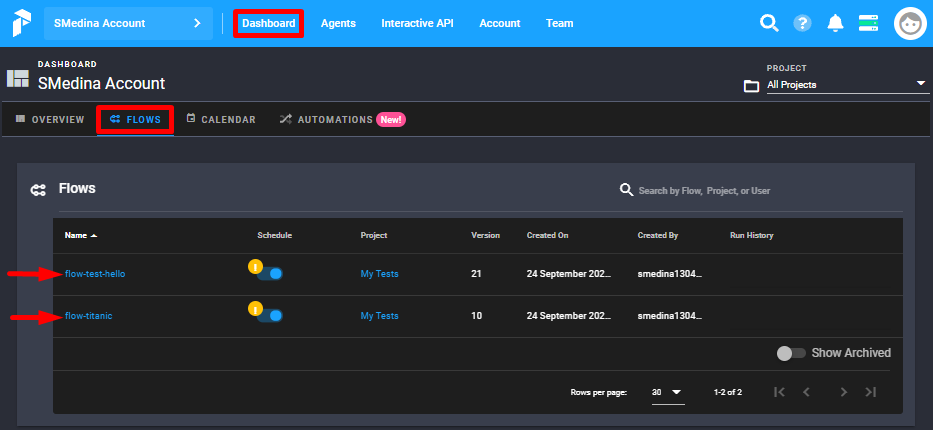 SMedina Account
Dashboard Agents Interactive API Account Team
DASHBOARD
SMedina Account
PROJECT
All Projects
OVERVIEW FLOWS CALENDAR AUTOMATIONS New!
Flows
Search by Flow, Project, or User
Name Schedule Project Version Created On Created By Run History
flow-test-hello ! My Tests 21 24 September 202... smedina1304...
flow-titanic ! My Tests 10 24 September 202... smedina1304...
Show Archived
Rows per page: 30 1-2 of 2